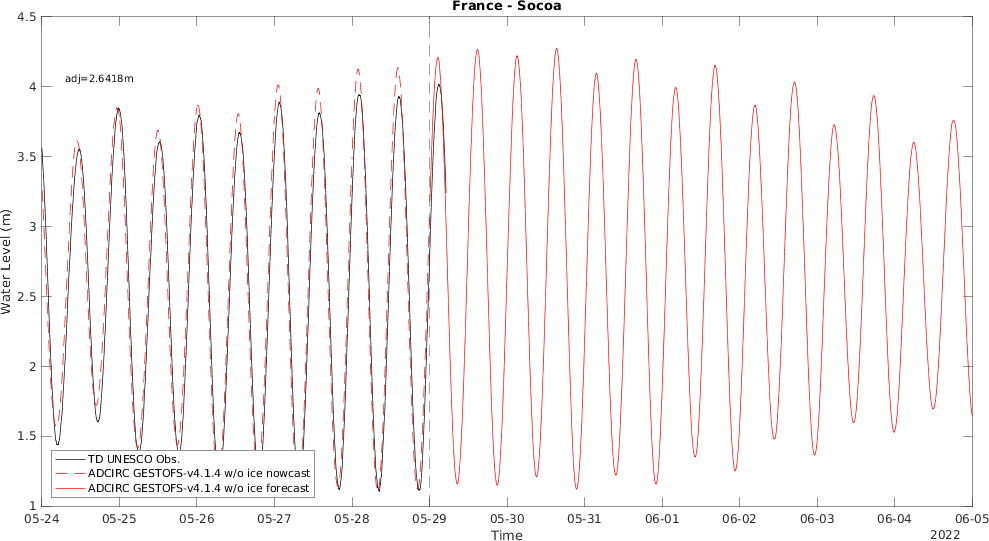 France - Socoa
4.5
adj=2.6418m
4
3.5
3
Water Level (m)
2.5
2
1.5
TD UNESCO Obs.
ADCIRC GESTOFS-v4.1.4 w/o ice nowcast
ADCIRC GESTOFS-v4.1.4 w/o ice forecast
1
05-24 05-25 05-26 05-27 05-28 05-29 05-30 05-31 06-01 06-02 06-03 06-04 06-05
Time
2022